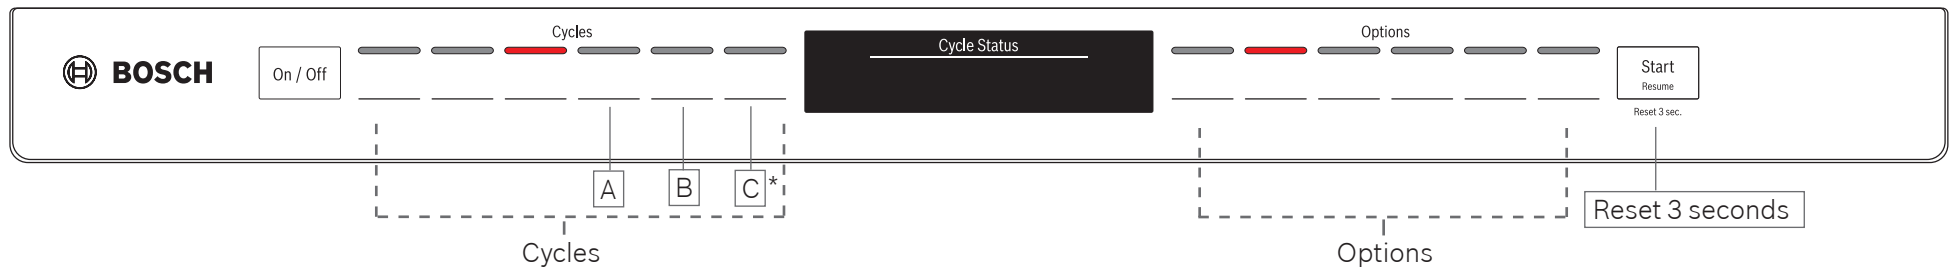 BOSCH
On / Off
Cycles
Cycle Status
Options
Start
Resume
Reset 3 sec.
A
B
C *
Reset 3 seconds
Cycles
Options